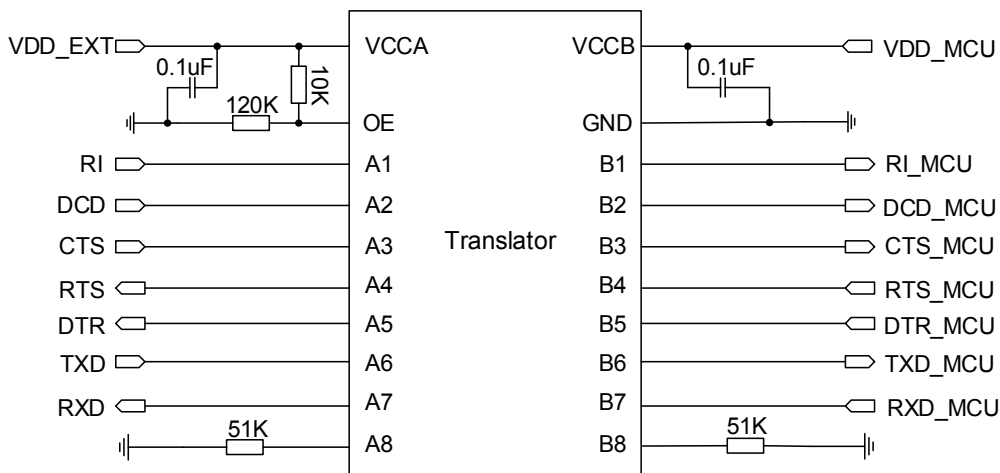 VDD_EXT VCCA VCCB VDD_MCU
0.1uF 10K 0.1uF
120K
OE GND
RI A1 B1 RI_MCU
DCD A2 B2 DCD_MCU
CTS A3 Translator B3 CTS_MCU
RTS A4 B4 RTS_MCU
DTR A5 B5 DTR_MCU
TXD A6 B6 TXD_MCU
RXD A7 B7 RXD_MCU
51K A8 B8 51K